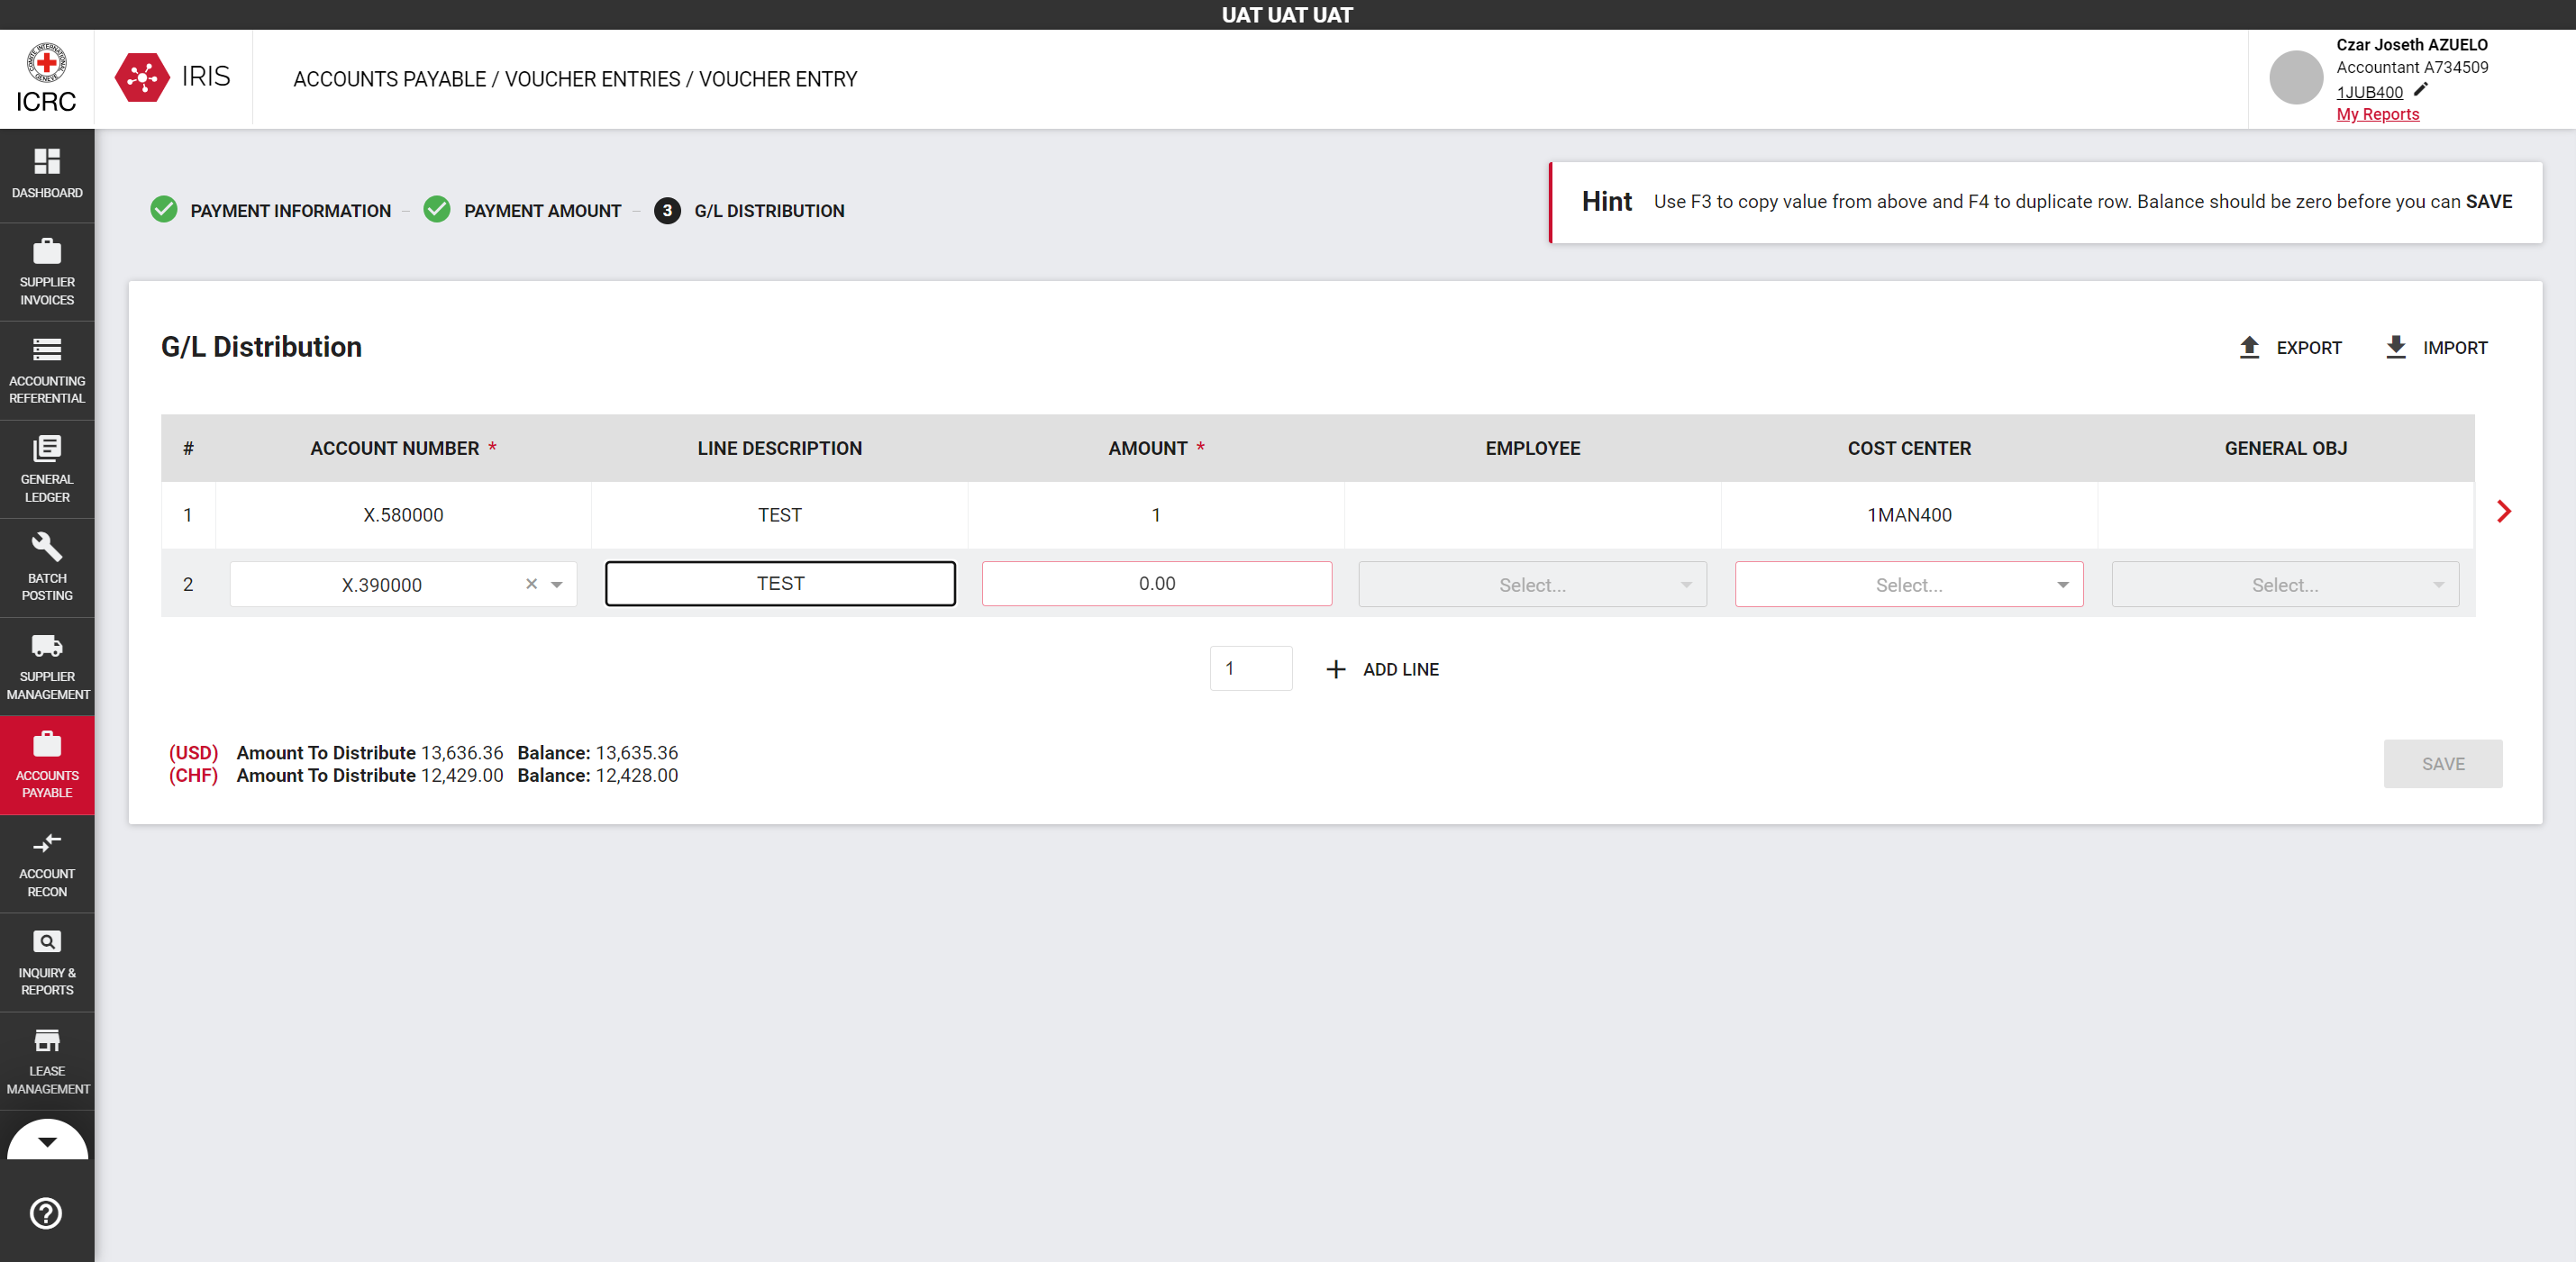 UAT UAT UAT
COMITE INTERNATIONAL GENEVE
ICRC
IRIS
ACCOUNTS PAYABLE / VOUCHER ENTRIES / VOUCHER ENTRY
Czar Joseth AZUELO
Accountant A734509
1JUB400
My Reports
DASHBOARD
SUPPLIER
INVOICES
ACCOUNTING
REFERENTIAL
GENERAL
LEDGER
BATCH
POSTING
SUPPLIER
MANAGEMENT
ACCOUNTS
PAYABLE
ACCOUNT
RECON
INQUIRY &
REPORTS
LEASE
MANAGEMENT
PAYMENT INFORMATION – PAYMENT AMOUNT – 3 G/L DISTRIBUTION
Hint Use F3 to copy value from above and F4 to duplicate row. Balance should be zero before you can SAVE
G/L Distribution
EXPORT IMPORT
# ACCOUNT NUMBER * LINE DESCRIPTION AMOUNT * EMPLOYEE COST CENTER GENERAL OBJ
1 X.580000 TEST 1 1MAN400
2 X.390000 TEST 0.00 Select... Select... Select...
1 ADD LINE
(USD) Amount To Distribute 13,636.36 Balance: 13,635.36
(CHF) Amount To Distribute 12,429.00 Balance: 12,428.00
SAVE